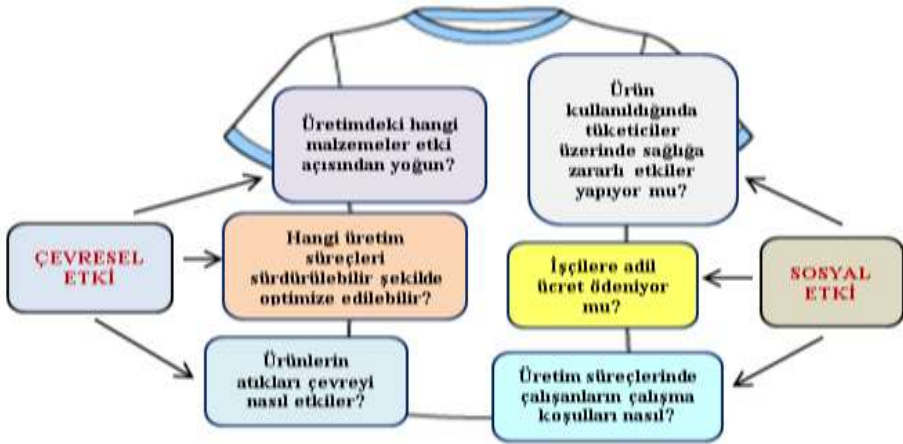 ÇEVRESEL
ETKİ
Üretimdeki hangi
malzemeler etki
açısından yoğun?
Hangi üretim
süreçleri
sürdürülebilir şekilde
optimize edilebilir?
Ürünlerin
atıkları çevreyi
nasıl etkiler?
Ürün
kullanıldığında
tüketiciler
üzerinde sağlığa
zararlı etkiler
yapıyor mu?
İşçilere adil
ücret ödeniyor
mu?
Üretim süreçlerinde
çalışanların çalışma
koşulları nasıl?
SOSYAL
ETKİ